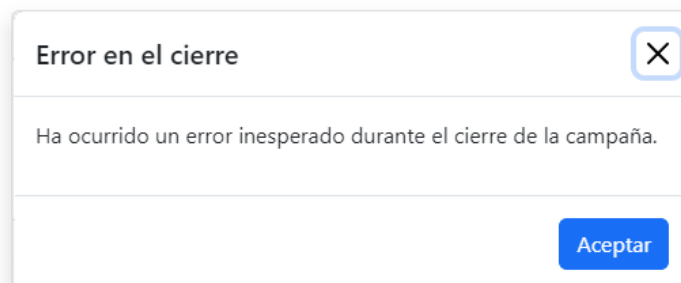 Error en el cierre
Ha ocurrido un error inesperado durante el cierre de la campaña.
Aceptar